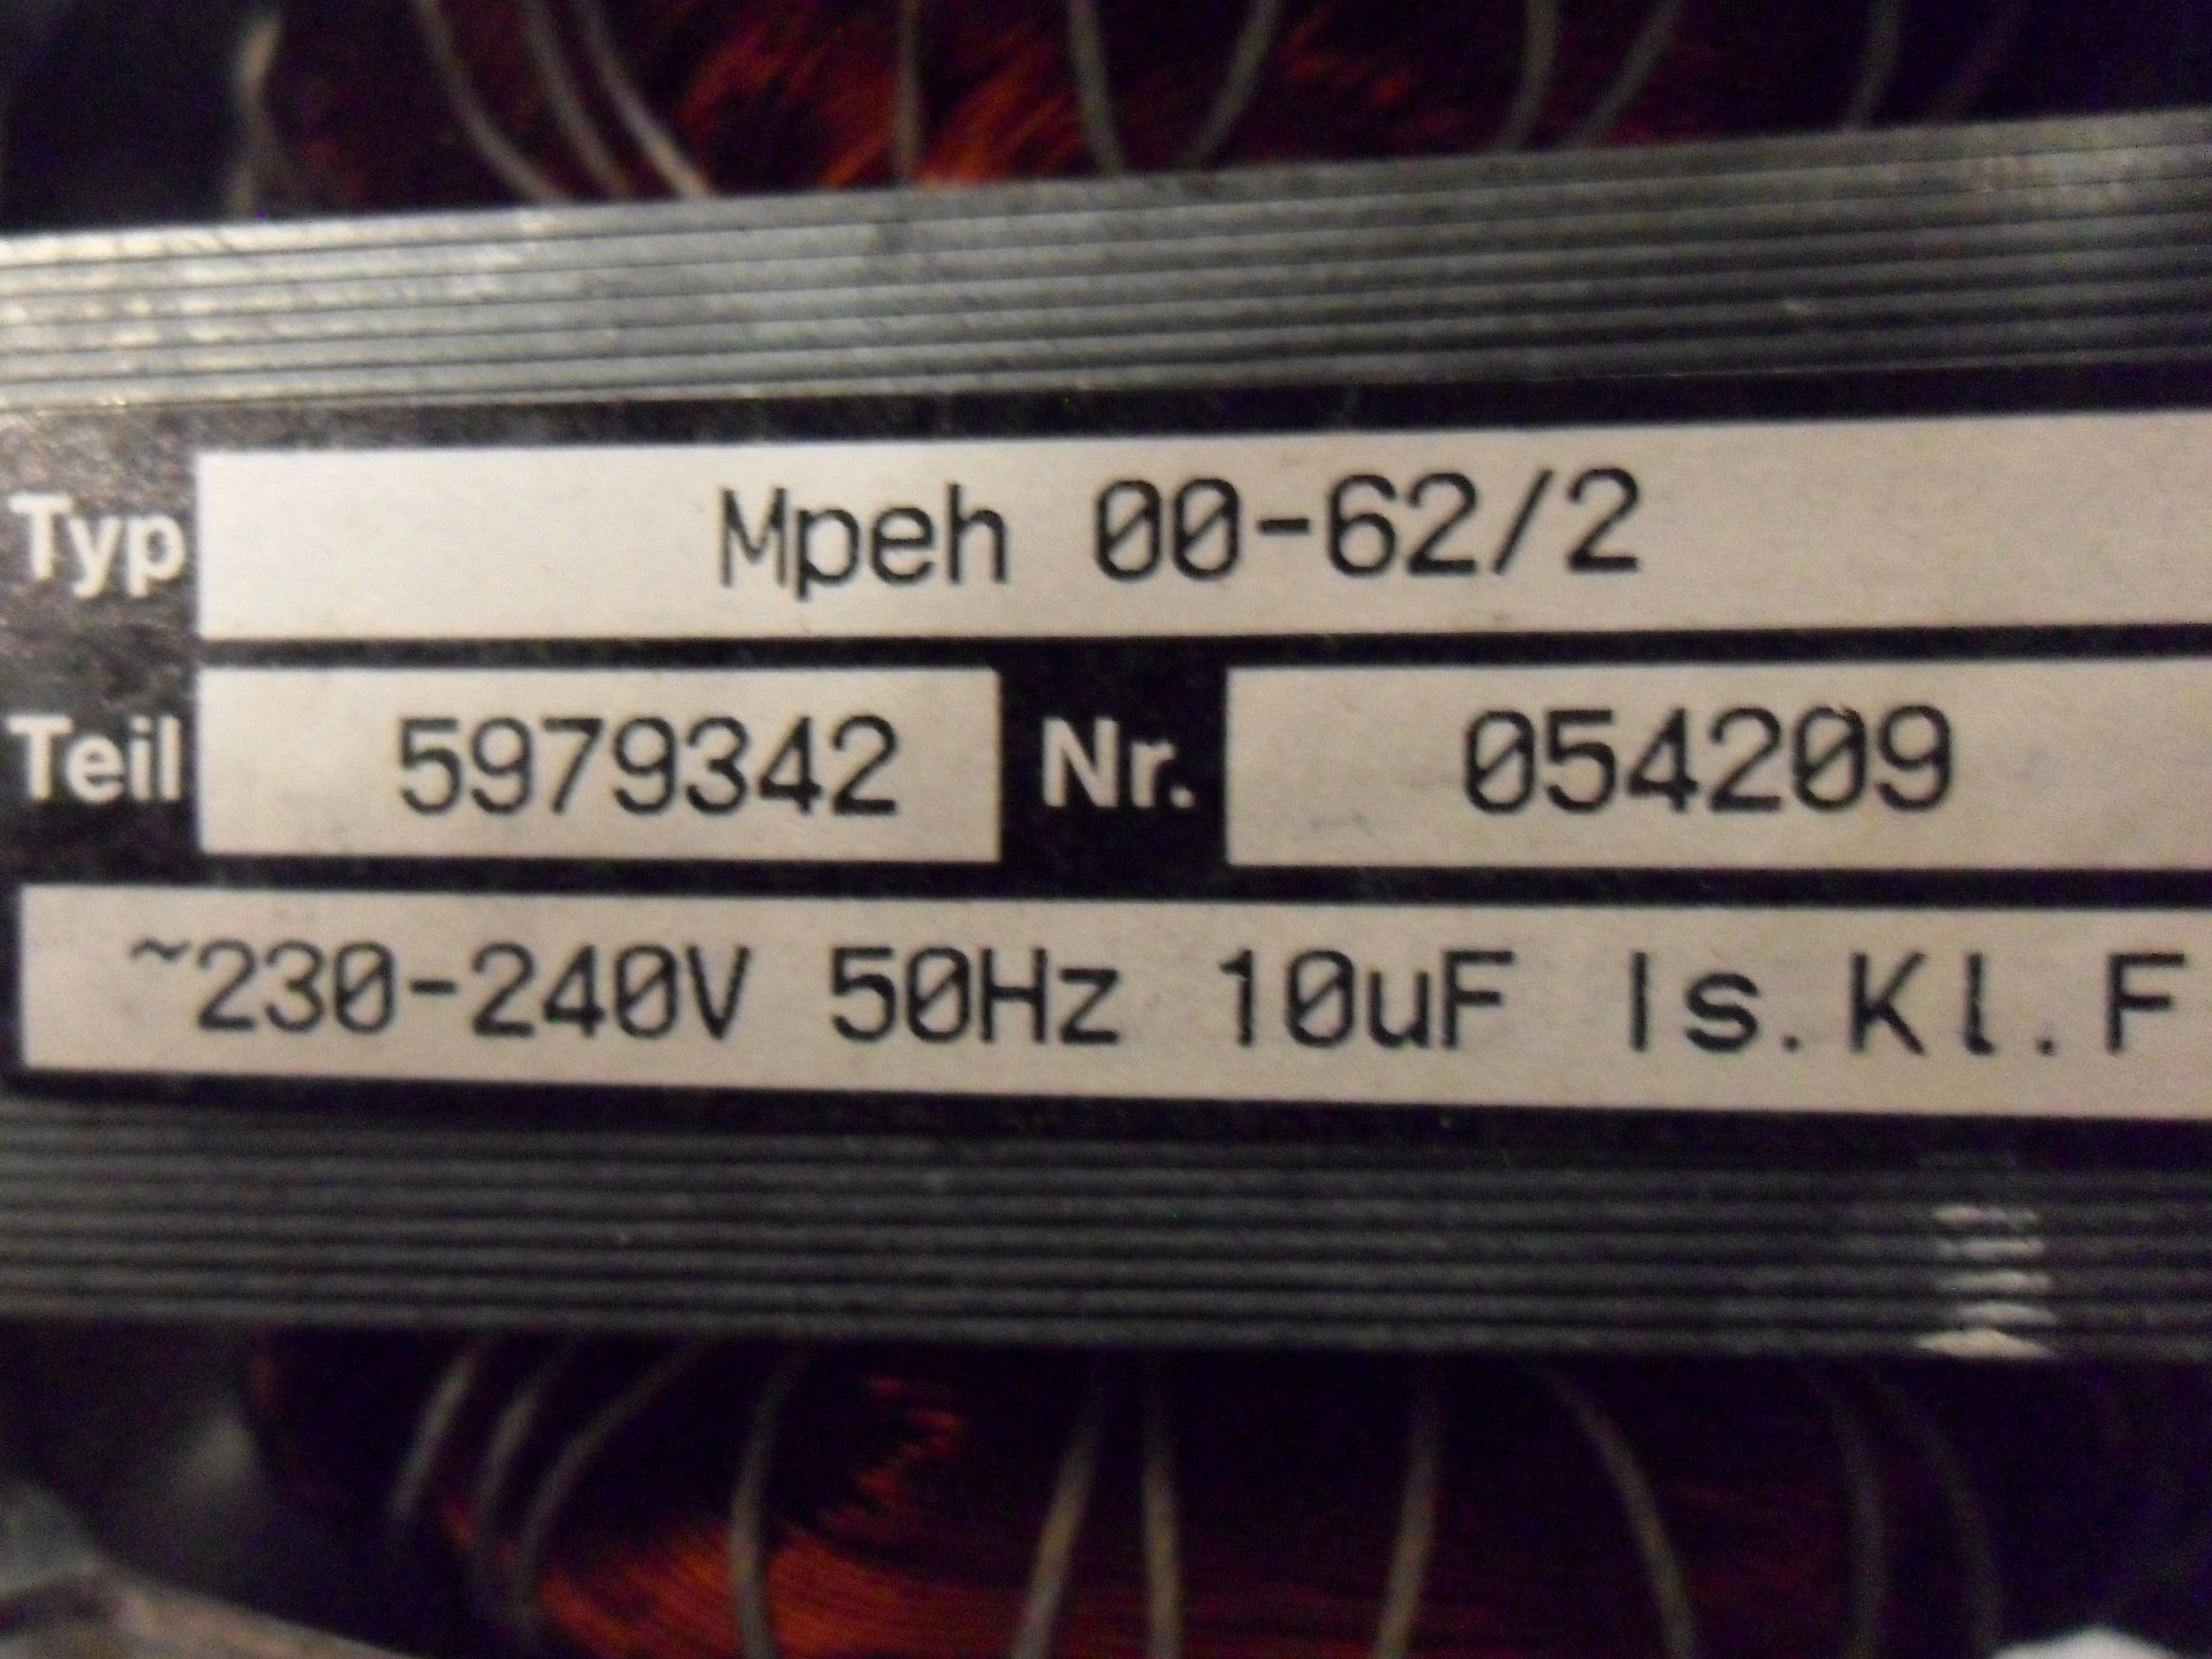 Typ Mpeh 00-62/2
Teil 5979342 Nr. 054209
~230-240V 50Hz 10uF Is.Kl.F